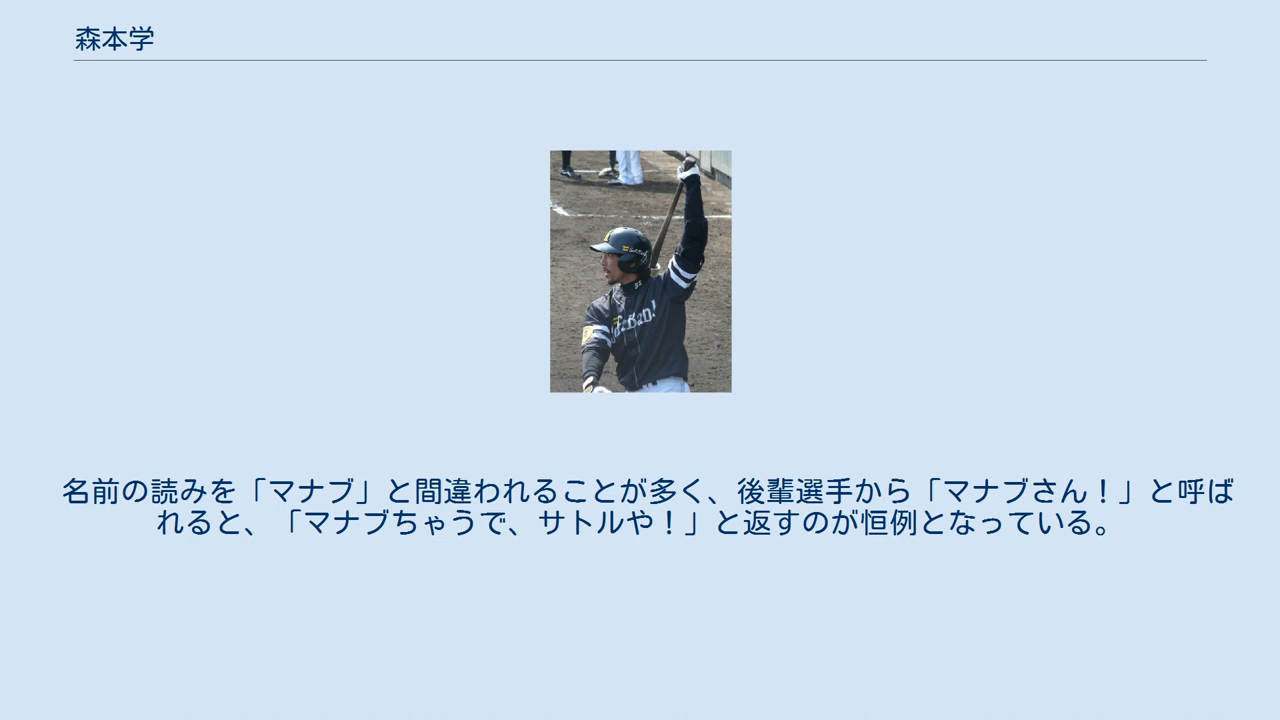 森本学
名前の読みを「マナブ」と間違われることが多く、後輩選手から「マナブさん！」と呼ば
れると、「マナブちゃうで、サトルや！」と返すのが恒例となっている。